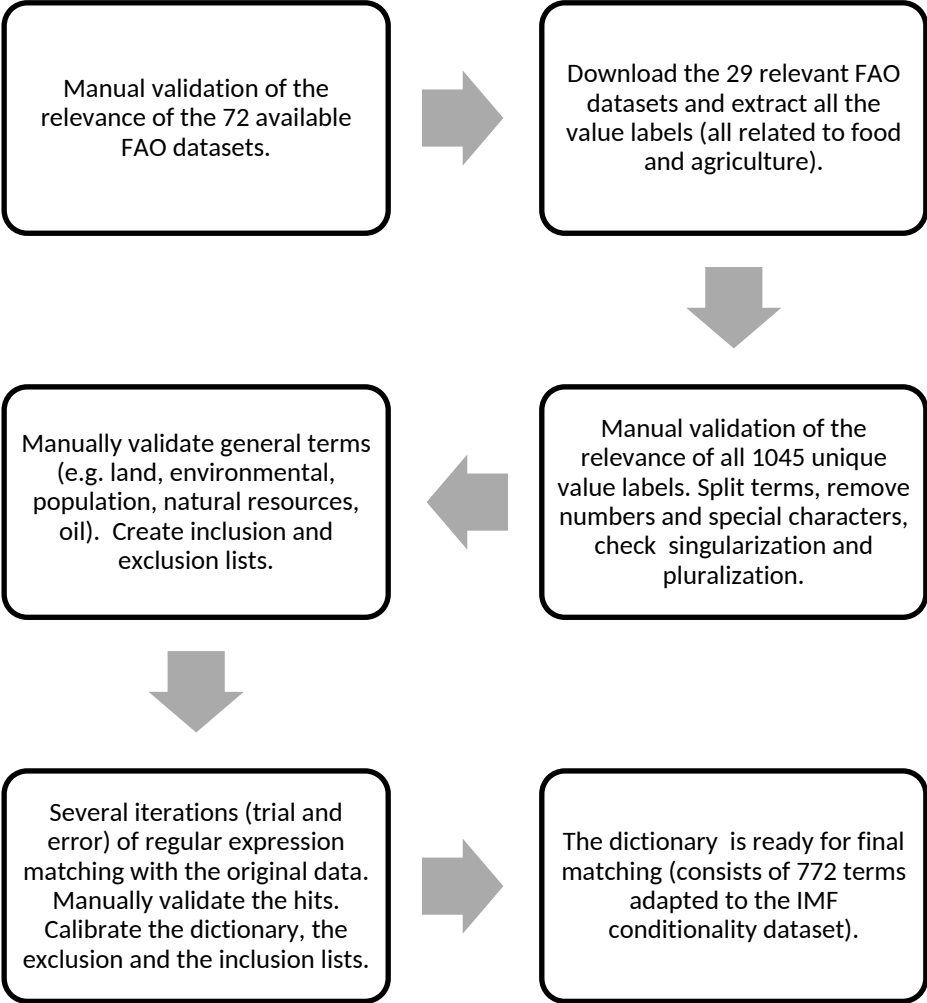 Manual validation of the
relevance of the 72 available
FAO datasets.
Download the 29 relevant FAO
datasets and extract all the
value labels (all related to food
and agriculture).
Manual validation of the
relevance of all 1045 unique
value labels. Split terms, remove
numbers and special characters,
check  singularization and
pluralization.
Manually validate general terms
(e.g. land, environmental,
population, natural resources,
oil).  Create inclusion and
exclusion lists.
Several iterations (trial and
error) of regular expression
matching with the original data.
Manually validate the hits.
Calibrate the dictionary, the
exclusion and the inclusion lists.
The dictionary  is ready for final
matching (consists of 772 terms
adapted to the IMF
conditionality dataset).